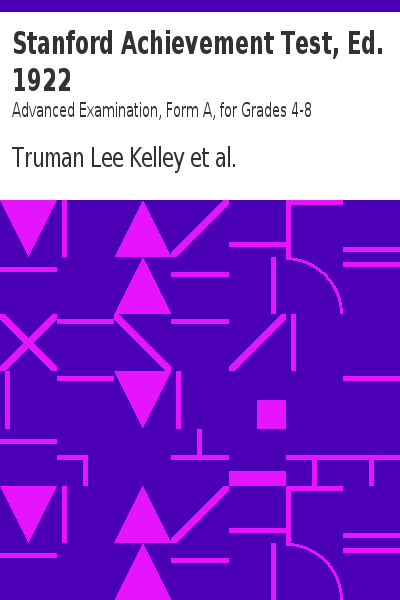 Stanford Achievement Test, Ed.
1922
Advanced Examination, Form A, for Grades 4-8
Truman Lee Kelley et al.